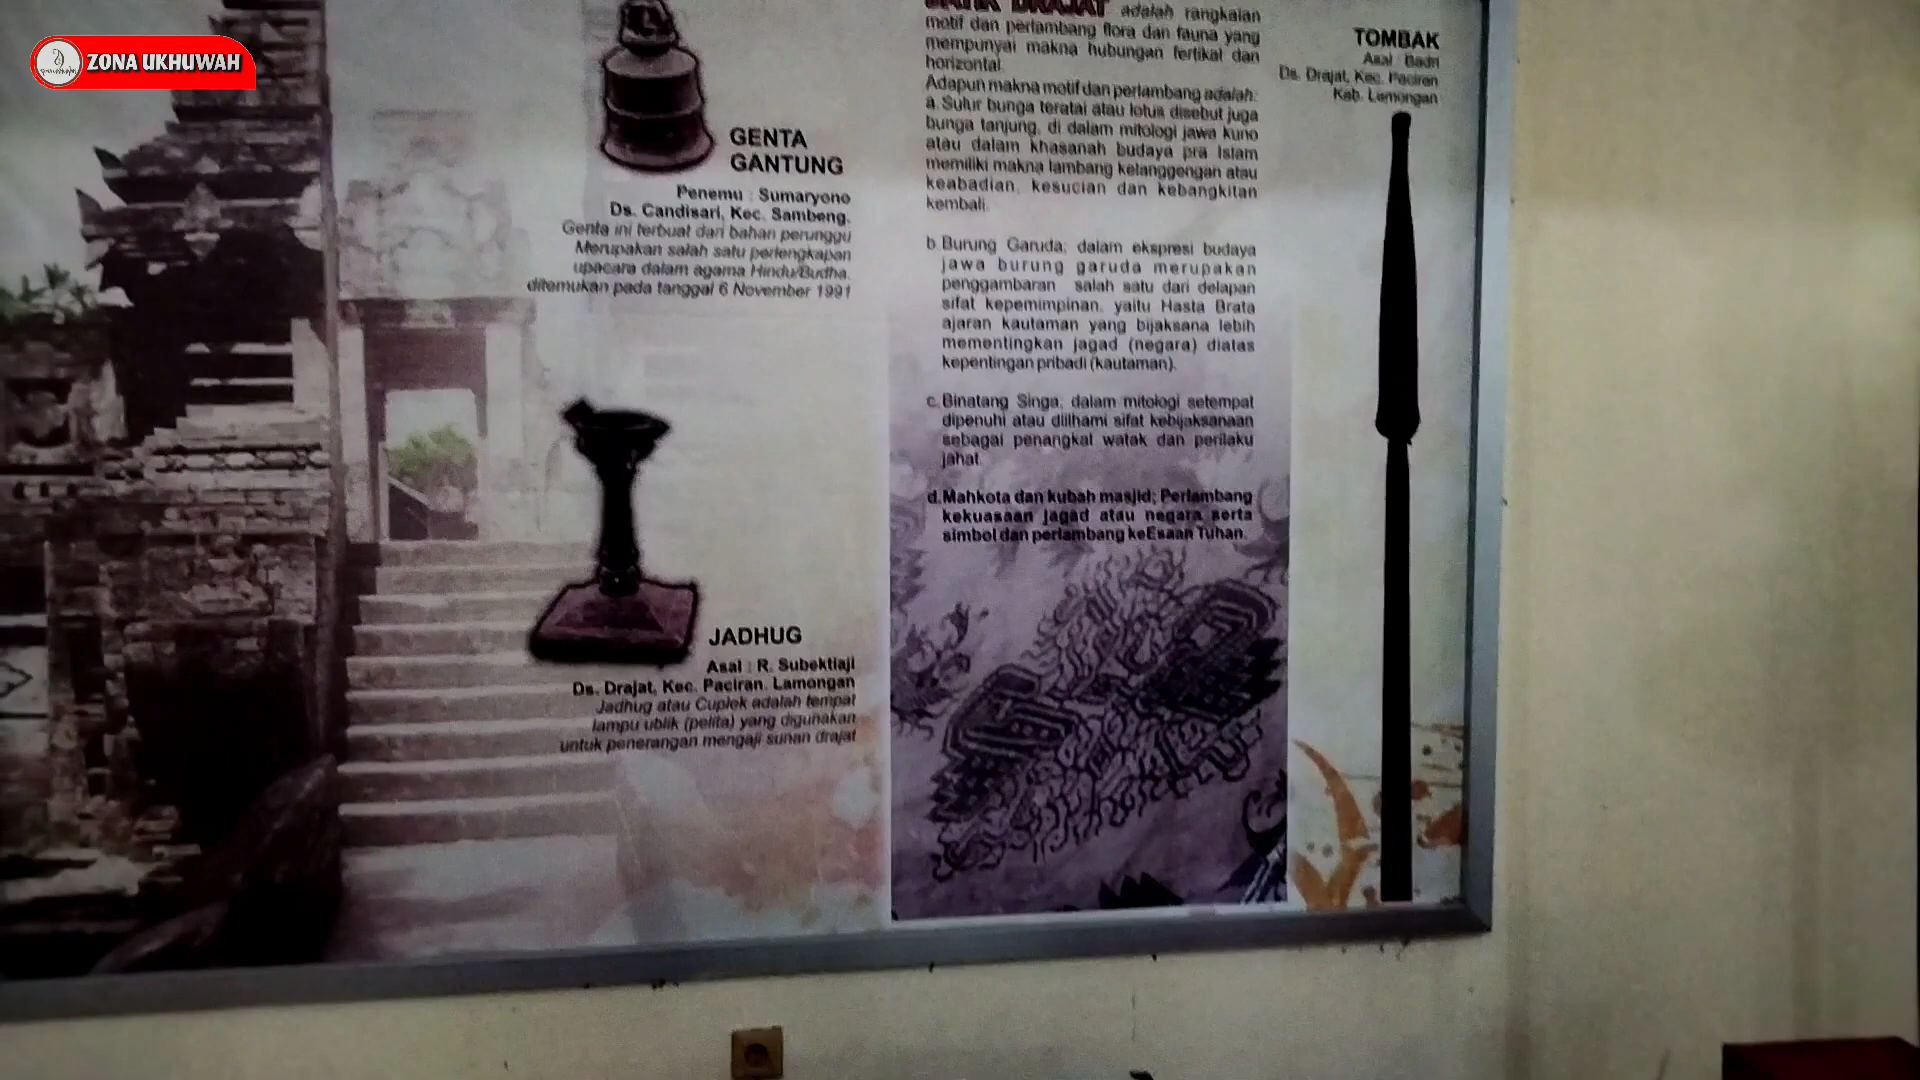 ZONA UKHUWAH
GENTA
GANTUNG
Penemu : Sumaryono
Ds. Candisari, Kec. Sambeng.
Genta ini terbuat dari bahan perunggu
Merupakan salah satu perlengkapan
upacara dalam agama Hindu/Budha.
ditemukan pada tanggal 6 November 1991
JADHUG
Asal : R. Subektiaji
Ds. Drajat, Kec. Paciran. Lamongan
Jadhug atau Cuplek adalah tempat
lampu ublik (pelita) yang digunakan
untuk penerangan mengaji sunan drajat
BATIK DRAJAT adalah rangkaian
motif dan perlambang flora dan fauna yang
mempunyai makna hubungan fertikal dan
horizontal.
Adapun makna motif dan perlambang adalah:
a. Sulur bunga teratai atau lotus disebut juga
bunga tanjung, di dalam mitologi jawa kuno
atau dalam khasanah budaya pra Islam
memiliki makna lambang kelanggengan atau
keabadian, kesucian dan kebangkitan
kembali.
b. Burung Garuda; dalam ekspresi budaya
jawa burung garuda merupakan
penggambaran salah satu dari delapan
sifat kepemimpinan, yaitu Hasta Brata
ajaran kautaman yang bijaksana lebih
mementingkan jagad (negara) diatas
kepentingan pribadi (kautaman).
c. Binatang Singa, dalam mitologi setempat
dipenuhi atau diilhami sifat kebijaksanaan
sebagai penangkal watak dan perilaku
jahat.
d. Mahkota dan kubah masjid; Perlambang
kekuasaan jagad atau negara serta
simbol dan perlambang keEsaan Tuhan.
TOMBAK
Asal Badri
Ds. Drajat, Kec. Paciran
Kab. Lamongan